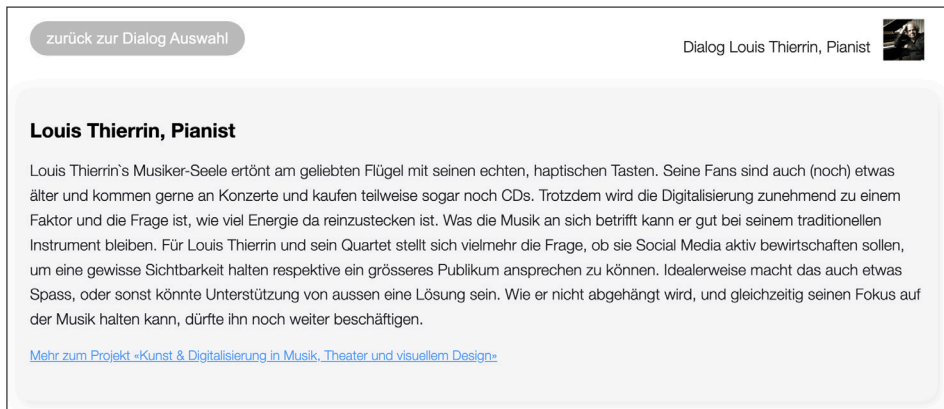 zurück zur Dialog Auswahl
Dialog Louis Thierrin, Pianist
Louis Thierrin, Pianist
Louis Thierrin`s Musiker-Seele ertönt am geliebten Flügel mit seinen echten, haptischen Tasten. Seine Fans sind auch (noch) etwas
älter und kommen gerne an Konzerte und kaufen teilweise sogar noch CDs. Trotzdem wird die Digitalisierung zunehmend zu einem
Faktor und die Frage ist, wie viel Energie da reinzustecken ist. Was die Musik an sich betrifft kann er gut bei seinem traditionellen
Instrument bleiben. Für Louis Thierrin und sein Quartet stellt sich vielmehr die Frage, ob sie Social Media aktiv bewirtschaften sollen,
um eine gewisse Sichtbarkeit halten respektive ein grösseres Publikum ansprechen zu können. Idealerweise macht das auch etwas
Spass, oder sonst könnte Unterstützung von aussen eine Lösung sein. Wie er nicht abgehängt wird, und gleichzeitig seinen Fokus auf
der Musik halten kann, dürfte ihn noch weiter beschäftigen.
Mehr zum Projekt «Kunst & Digitalisierung in Musik, Theater und visuellem Design»